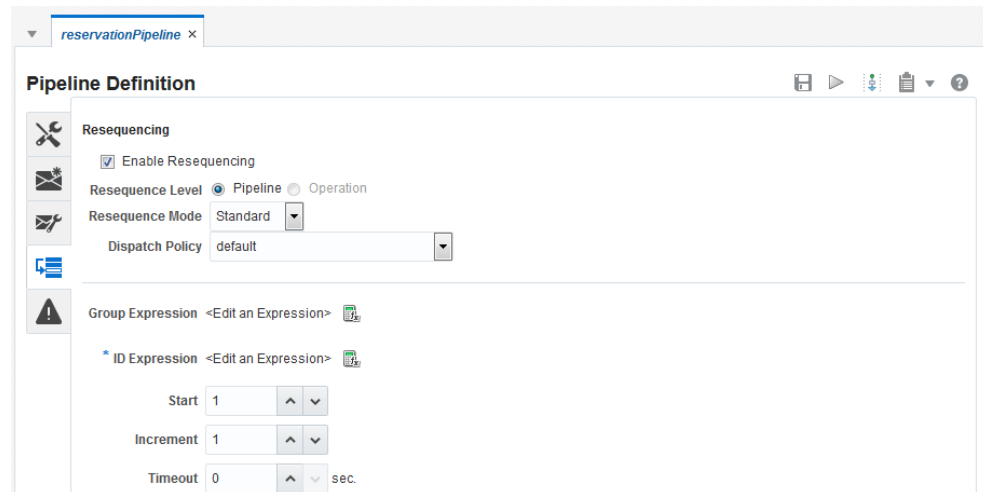 reservationPipeline ×
Pipeline Definition
Resequencing
Enable Resequencing
Resequence Level Pipeline Operation
Resequence Mode Standard
Dispatch Policy default
Group Expression <Edit an Expression>
* ID Expression <Edit an Expression>
Start 1
Increment 1
Timeout 0 sec.